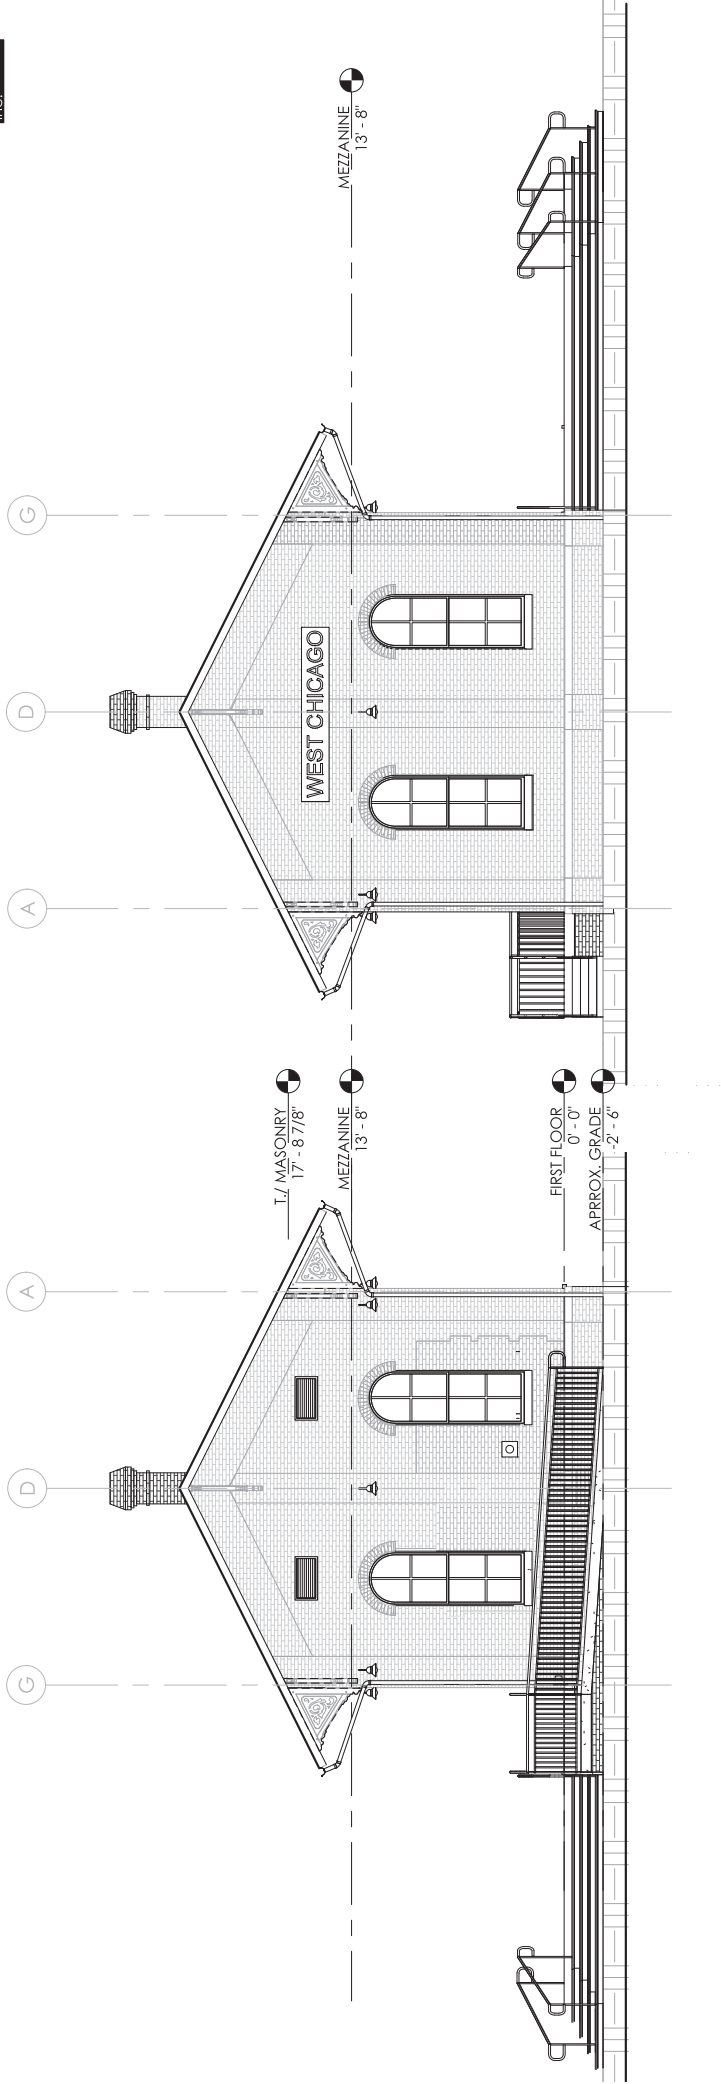 G
D
A
G
D
A
T./ MASONRY
17' - 8 7/8"
MEZZANINE
13' - 8"
FIRST FLOOR
0' - 0"
APRROX. GRADE
-2' - 6"
WEST CHICAGO
MEZZANINE
13' - 8"